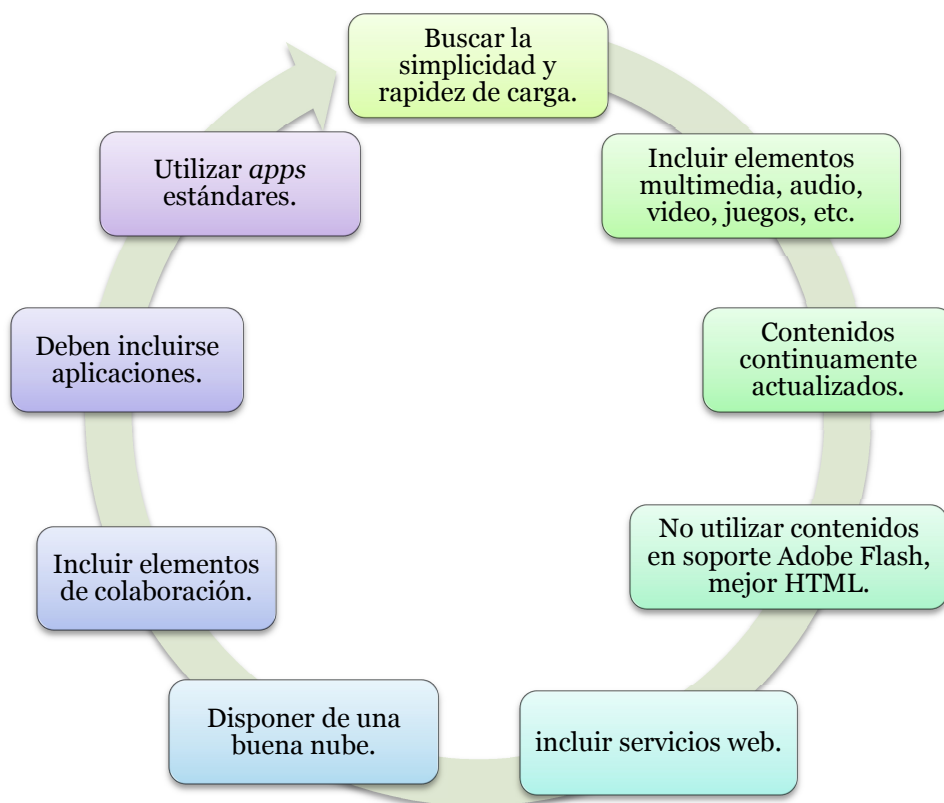 Buscar la
simplicidad y
rapidez de carga.
Incluir elementos
multimedia, audio,
video, juegos, etc.
Contenidos
continuamente
actualizados.
No utilizar contenidos
en soporte Adobe Flash,
mejor HTML.
incluir servicios web.
Disponer de una
buena nube.
Incluir elementos
de colaboración.
Deben incluirse
aplicaciones.
Utilizar apps
estándares.